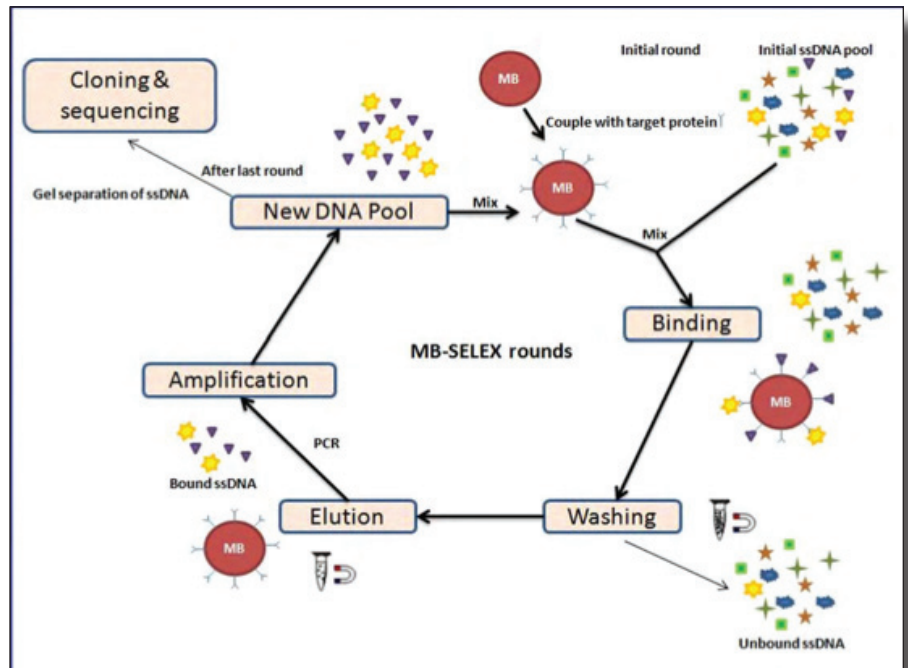 Initial round
Initial ssDNA pool
MB
Couple with target protein
Cloning &
sequencing
After last round
Gel separation of ssDNA
New DNA Pool
Mix
MB
Mix
Binding
MB-SELEX rounds
MB
Amplification
PCR
Bound ssDNA
Elution
Washing
MB
Unbound ssDNA